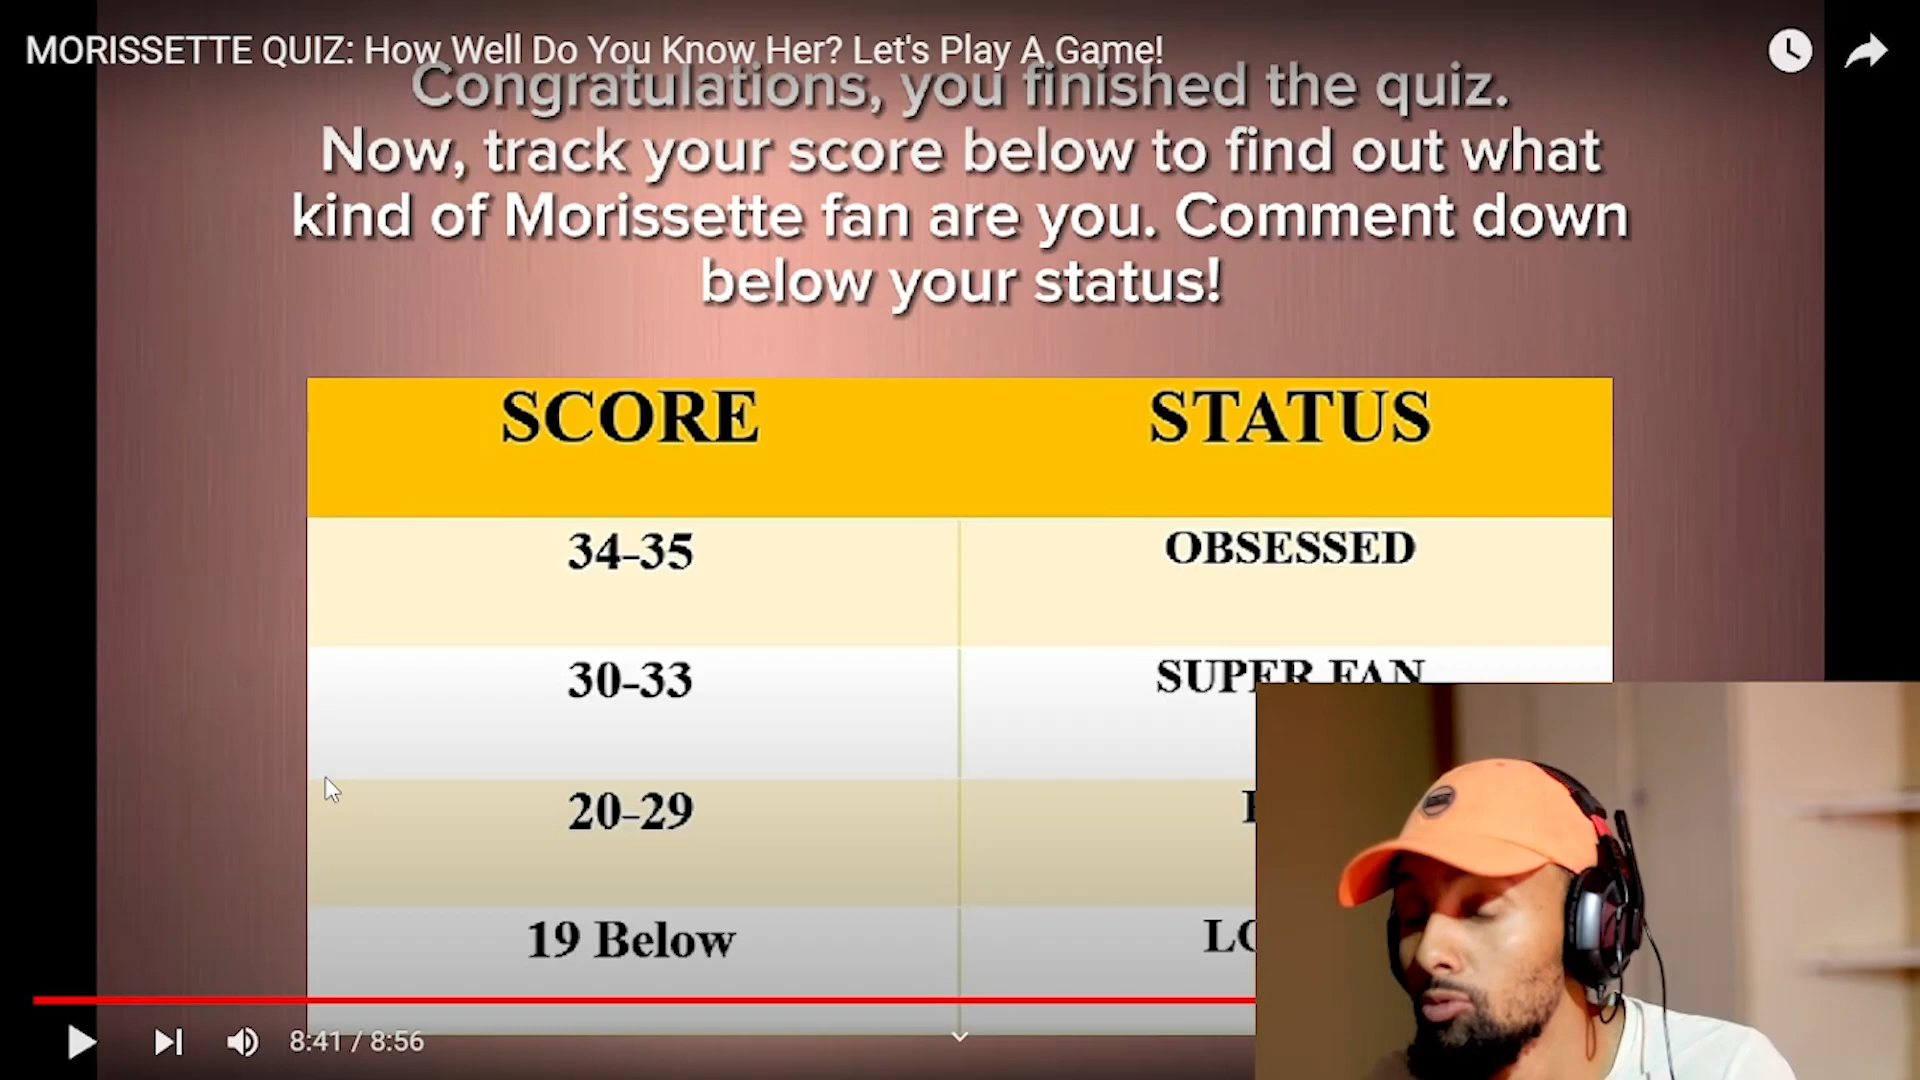 MORISSETTE QUIZ: How Well Do You Know Her? Let's Play A Game!
Congratulations, you finished the quiz.
Now, track your score below to find out what
kind of Morissette fan are you. Comment down
below your status!
SCORE STATUS
34-35 OBSESSED
30-33 SUPER FAN
20-29
19 Below
8:41 / 8:56